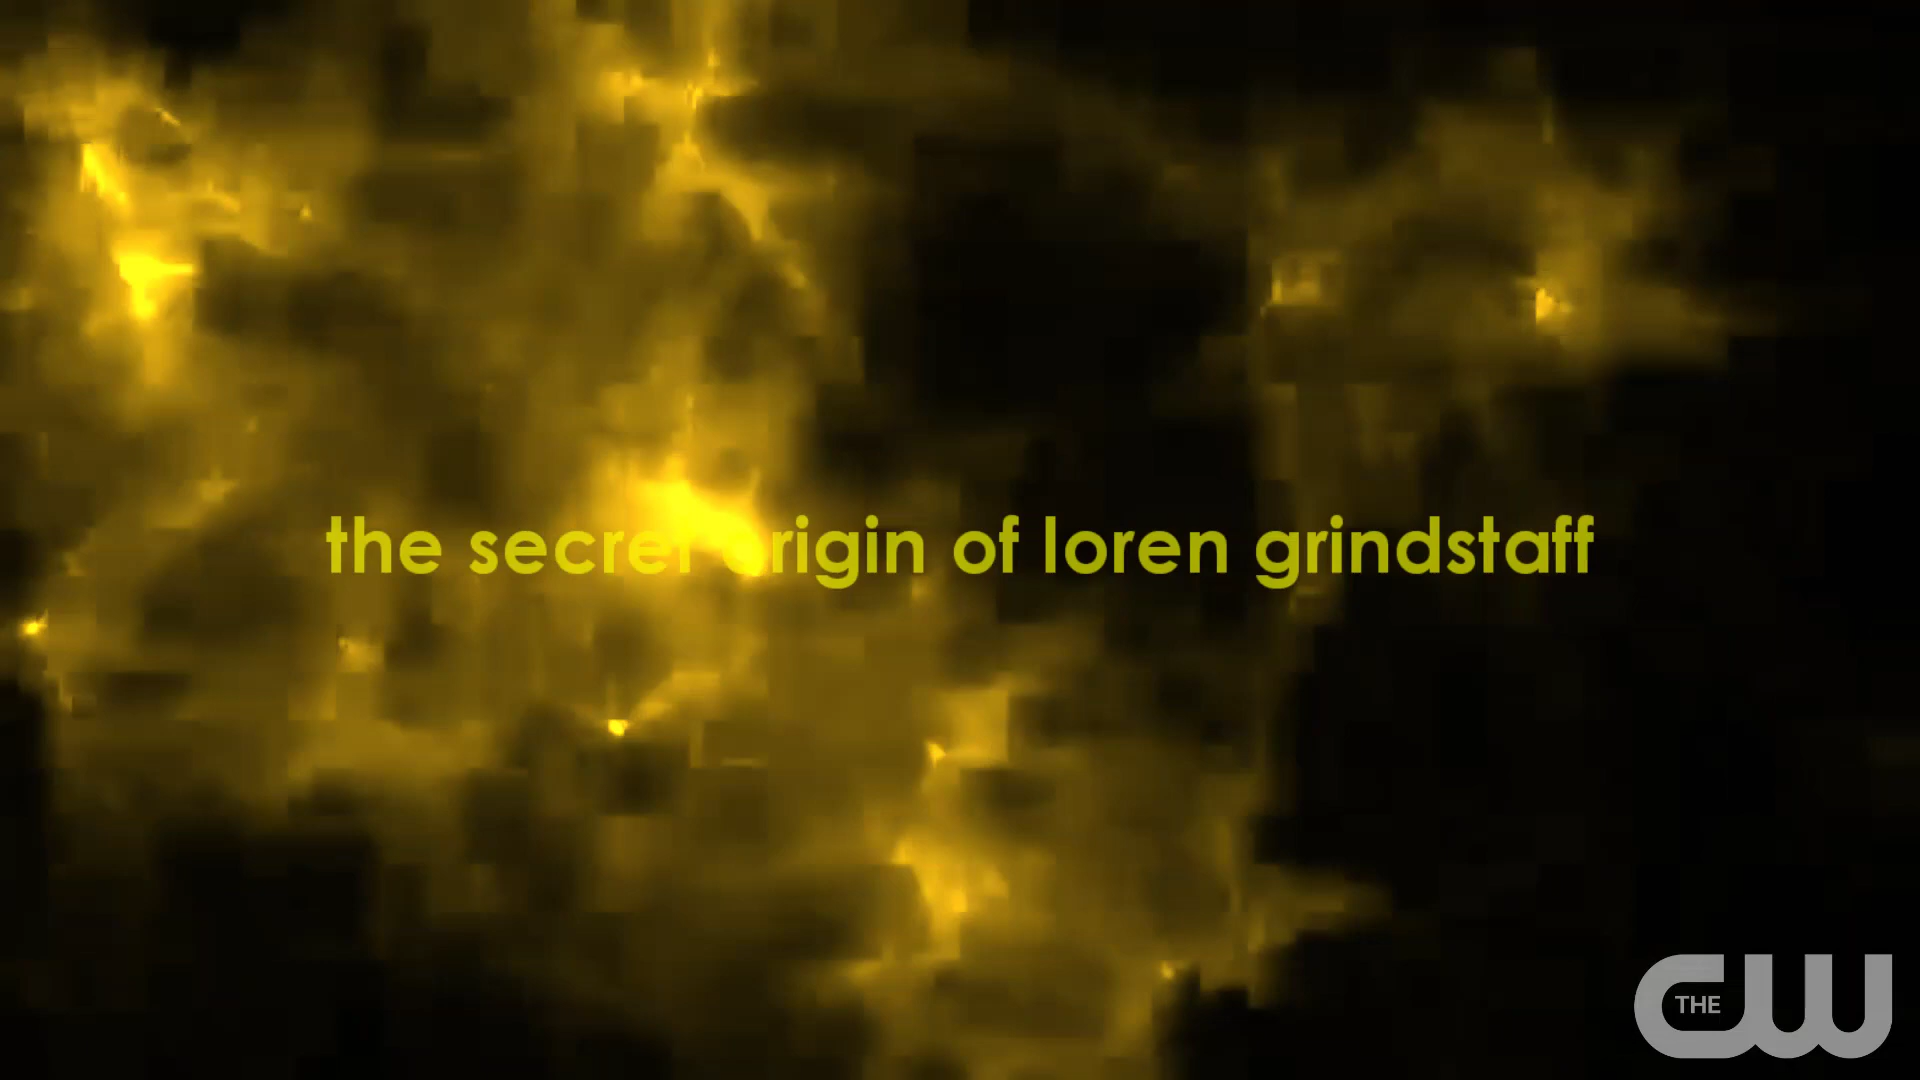 the secret origin of loren grindstaff
THE CW